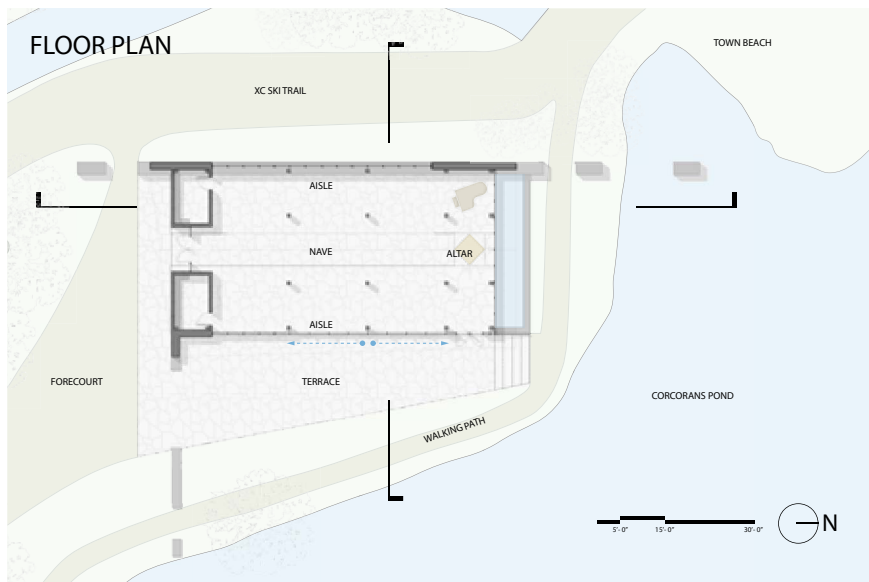 FLOOR PLAN
TOWN BEACH
XC SKI TRAIL
AISLE
NAVE
ALTAR
AISLE
FORECOURT
TERRACE
CORCORANS POND
WALKING PATH
5'- 0" 15'- 0" 30'- 0"
N